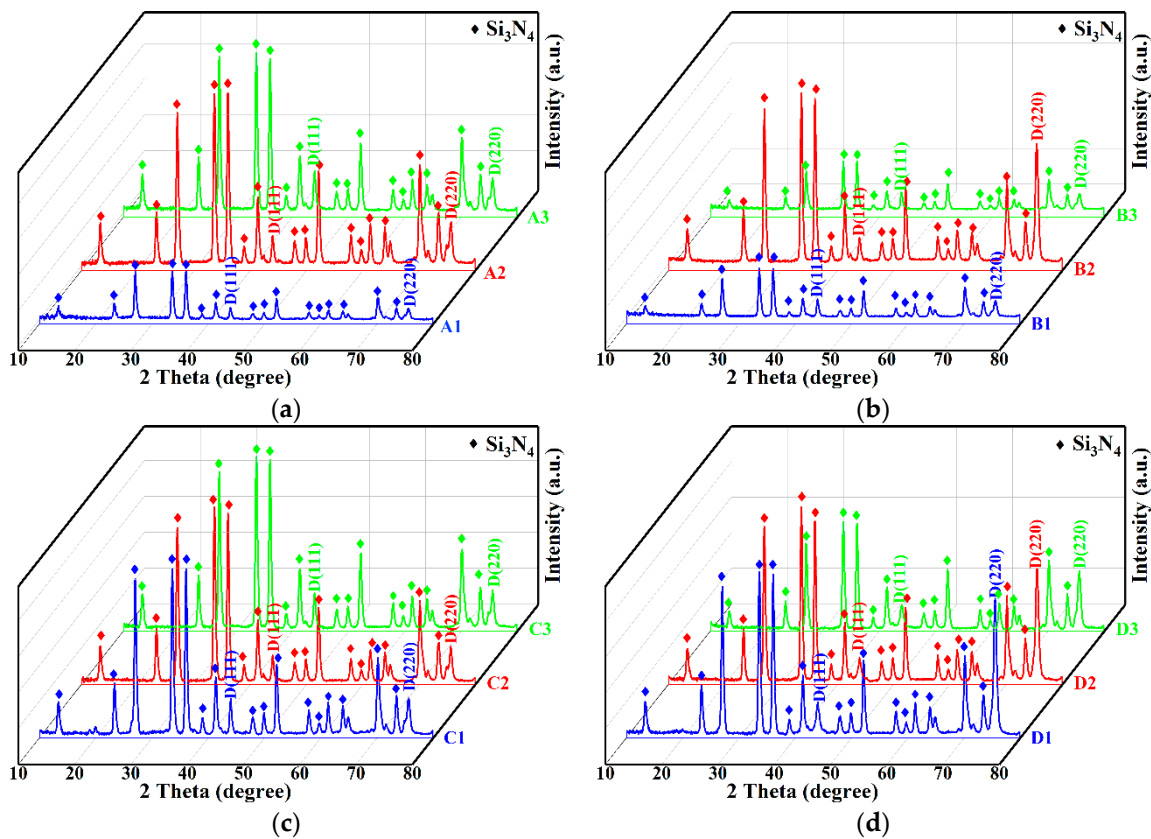 ◆ Si₃N₄
Intensity (a.u.)
D(111)
D(220)
A3
D(111)
D(220)
A2
D(111)
D(220)
A1
10 20 30 40 50 60 70 80
2 Theta (degree)
(a)
◆ Si₃N₄
Intensity (a.u.)
D(111)
D(220)
B3
D(111)
D(220)
B2
D(111)
D(220)
B1
10 20 30 40 50 60 70 80
2 Theta (degree)
(b)
◆ Si₃N₄
Intensity (a.u.)
D(111)
D(220)
C3
D(111)
D(220)
C2
D(111)
D(220)
C1
10 20 30 40 50 60 70 80
2 Theta (degree)
(c)
◆ Si₃N₄
Intensity (a.u.)
D(111)
D(220)
D3
D(111)
D(220)
D2
D(111)
D(220)
D1
10 20 30 40 50 60 70 80
2 Theta (degree)
(d)